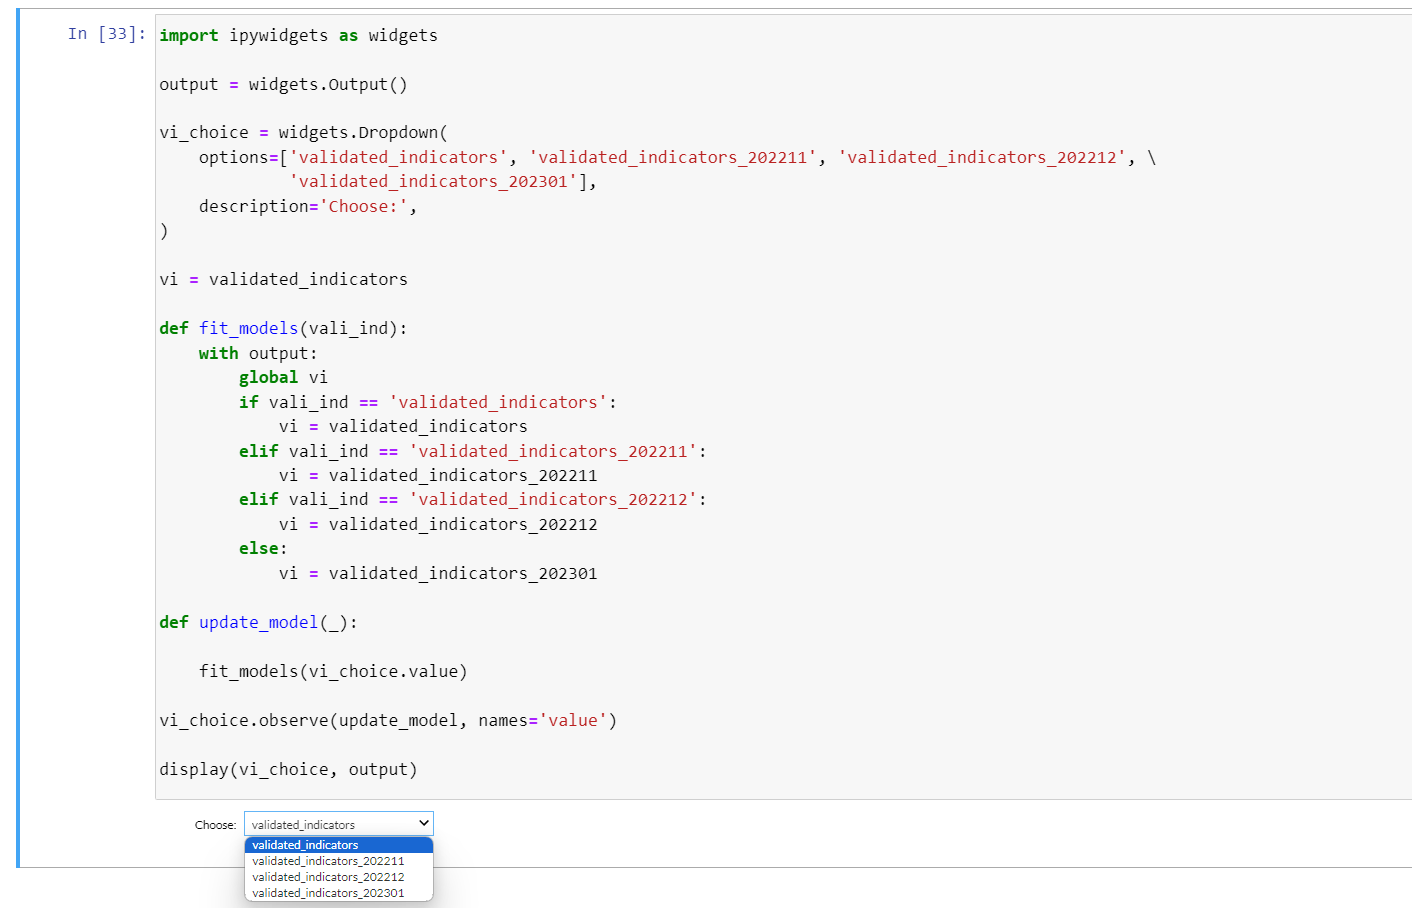 In [33]:
import ipywidgets as widgets
output = widgets.Output()
vi_choice = widgets.Dropdown(
    options=['validated_indicators', 'validated_indicators_202211', 'validated_indicators_202212', \
             'validated_indicators_202301'],
    description='Choose:',
)
vi = validated_indicators
def fit_models(vali_ind):
    with output:
        global vi
        if vali_ind == 'validated_indicators':
            vi = validated_indicators
        elif vali_ind == 'validated_indicators_202211':
            vi = validated_indicators_202211
        elif vali_ind == 'validated_indicators_202212':
            vi = validated_indicators_202212
        else:
            vi = validated_indicators_202301
def update_model(_):
    fit_models(vi_choice.value)
vi_choice.observe(update_model, names='value')
display(vi_choice, output)
Choose: validated_indicators
validated_indicators
validated_indicators_202211
validated_indicators_202212
validated_indicators_202301